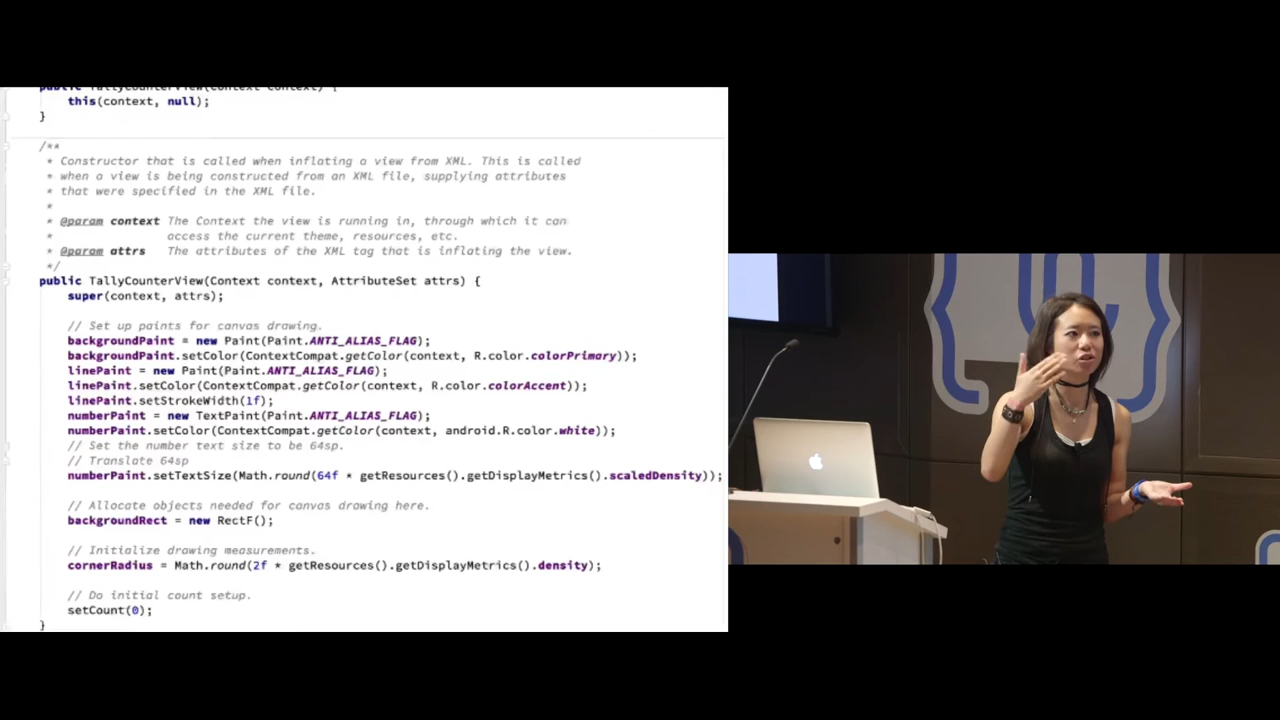 public TallyCounterView(Context context) {
this(context, null);
}
/**
* Constructor that is called when inflating a view from XML. This is called
* when a view is being constructed from an XML file, supplying attributes
* that were specified in the XML file.
*
* @param context The Context the view is running in, through which it can
* access the current theme, resources, etc.
* @param attrs The attributes of the XML tag that is inflating the view.
*/
public TallyCounterView(Context context, AttributeSet attrs) {
super(context, attrs);
// Set up paints for canvas drawing.
backgroundPaint = new Paint(Paint.ANTI_ALIAS_FLAG);
backgroundPaint.setColor(ContextCompat.getColor(context, R.color.colorPrimary));
linePaint = new Paint(Paint.ANTI_ALIAS_FLAG);
linePaint.setColor(ContextCompat.getColor(context, R.color.colorAccent));
linePaint.setStrokeWidth(1f);
numberPaint = new TextPaint(Paint.ANTI_ALIAS_FLAG);
numberPaint.setColor(ContextCompat.getColor(context, android.R.color.white));
// Set the number text size to be 64sp.
// Translate 64sp
numberPaint.setTextSize(Math.round(64f * getResources().getDisplayMetrics().scaledDensity));
// Allocate objects needed for canvas drawing here.
backgroundRect = new RectF();
// Initialize drawing measurements.
cornerRadius = Math.round(2f * getResources().getDisplayMetrics().density);
// Do initial count setup.
setCount(0);
}